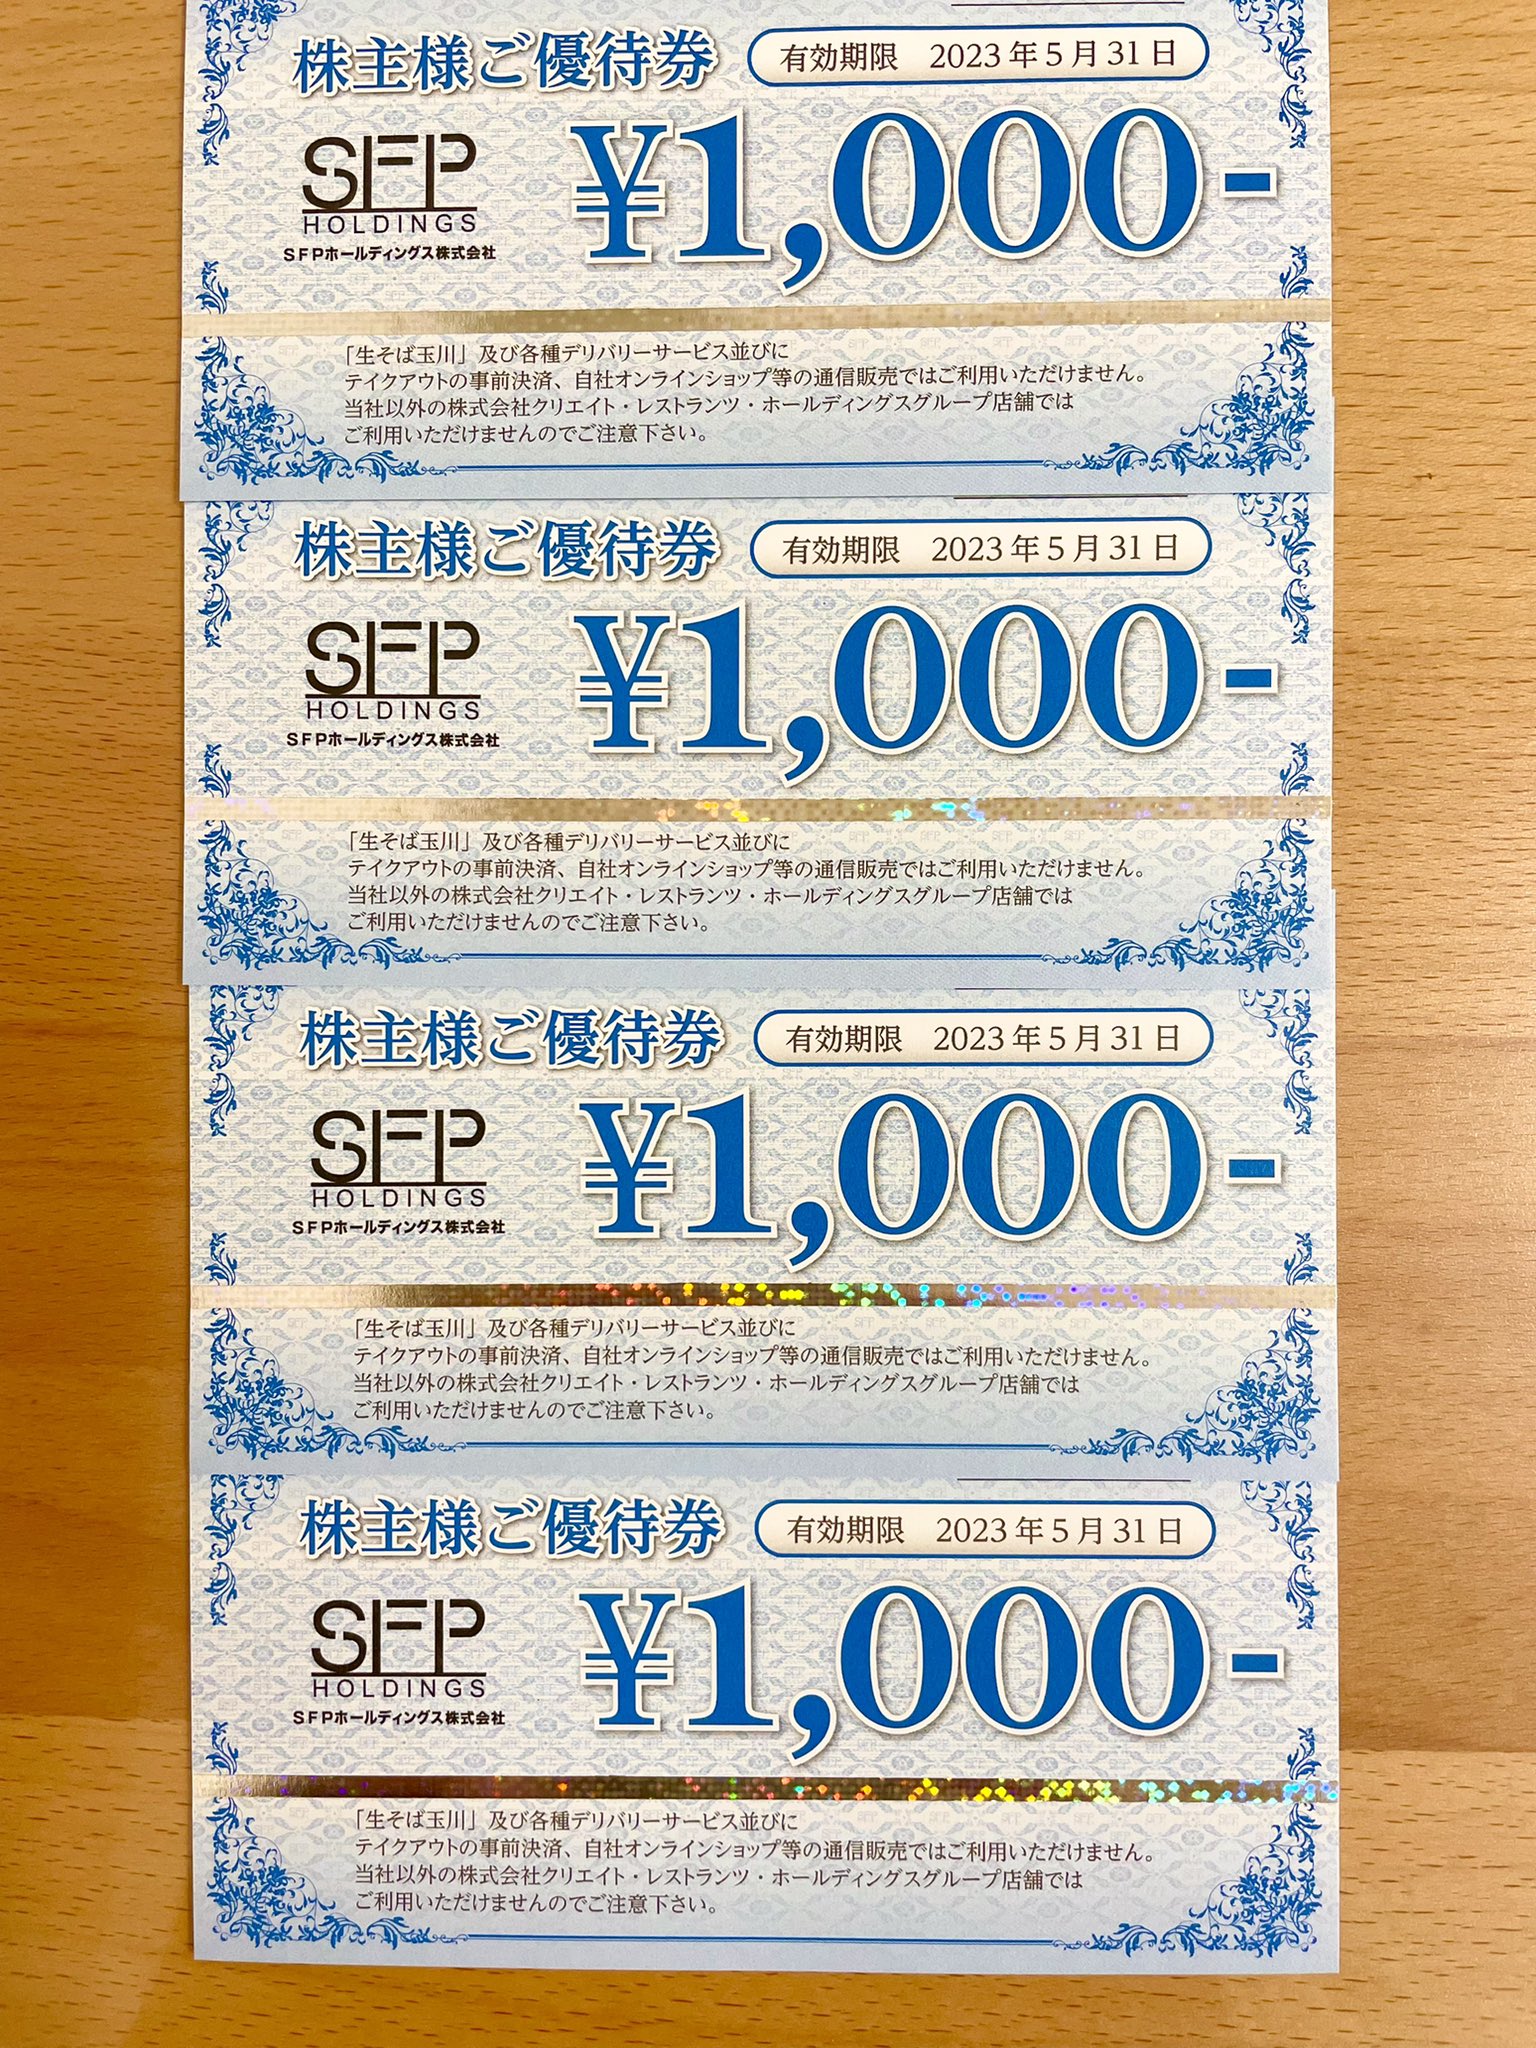 株主様ご優待券 有効期限 2023年5月31日
SFP ¥1,000-
HOLDINGS
SFPホールディングス株式会社
「生そば玉川」及び各種デリバリーサービス並びに
テイクアウトの事前決済、自社オンラインショップ等の通信販売ではご利用いただけません。
当社以外の株式会社クリエイト・レストランツ・ホールディングスグループ店舗では
ご利用いただけませんのでご注意下さい。
株主様ご優待券 有効期限 2023年5月31日
SFP ¥1,000-
HOLDINGS
SFPホールディングス株式会社
「生そば玉川」及び各種デリバリーサービス並びに
テイクアウトの事前決済、自社オンラインショップ等の通信販売ではご利用いただけません。
当社以外の株式会社クリエイト・レストランツ・ホールディングスグループ店舗では
ご利用いただけませんのでご注意下さい。
株主様ご優待券 有効期限 2023年5月31日
SFP ¥1,000-
HOLDINGS
SFPホールディングス株式会社
「生そば玉川」及び各種デリバリーサービス並びに
テイクアウトの事前決済、自社オンラインショップ等の通信販売ではご利用いただけません。
当社以外の株式会社クリエイト・レストランツ・ホールディングスグループ店舗では
ご利用いただけませんのでご注意下さい。
株主様ご優待券 有効期限 2023年5月31日
SFP ¥1,000-
HOLDINGS
SFPホールディングス株式会社
「生そば玉川」及び各種デリバリーサービス並びに
テイクアウトの事前決済、自社オンラインショップ等の通信販売ではご利用いただけません。
当社以外の株式会社クリエイト・レストランツ・ホールディングスグループ店舗では
ご利用いただけませんのでご注意下さい。